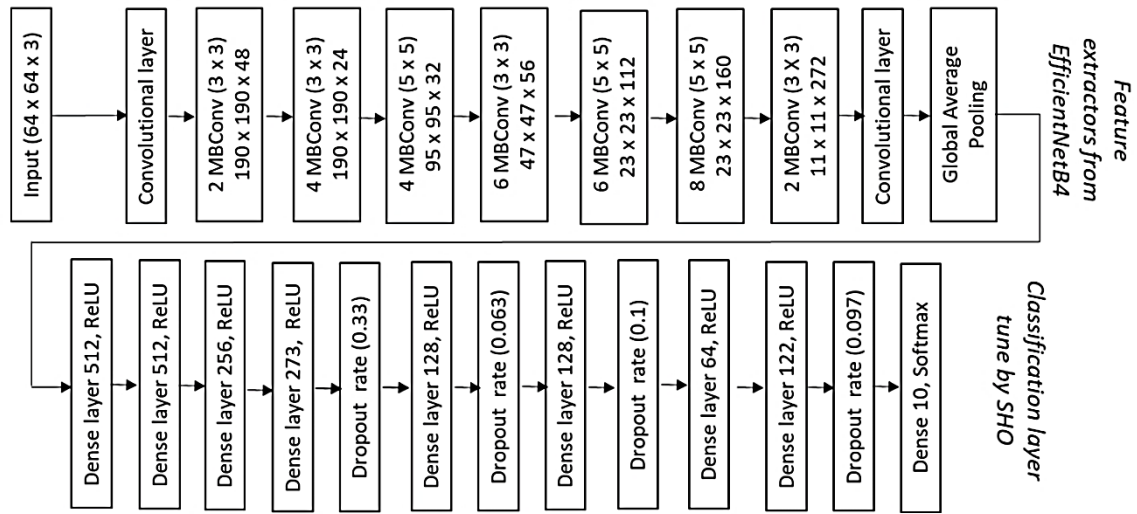 Input (64 x 64 x 3)
Convolutional layer
2 MBConv (3 x 3)
190 x 190 x 48
4 MBConv (3 x 3)
190 x 190 x 24
4 MBConv (5 x 5)
95 x 95 x 32
6 MBConv (3 x 3)
47 x 47 x 56
6 MBConv (5 x 5)
23 x 23 x 112
8 MBConv (5 x 5)
23 x 23 x 160
2 MBConv (3 X 3)
11 x 11 x 272
Convolutional layer
Global Average
Pooling
Feature
extractors from
EfficientNetB4
Dense layer 512, ReLU
Dense layer 512, ReLU
Dense layer 256, ReLU
Dense layer 273, ReLU
Dropout rate (0.33)
Dense layer 128, ReLU
Dropout rate (0.063)
Dense layer 128, ReLU
Dropout rate (0.1)
Dense layer 64, ReLU
Dense layer 122, ReLU
Dropout rate (0.097)
Dense 10, Softmax
Classification layer
tune by SHO